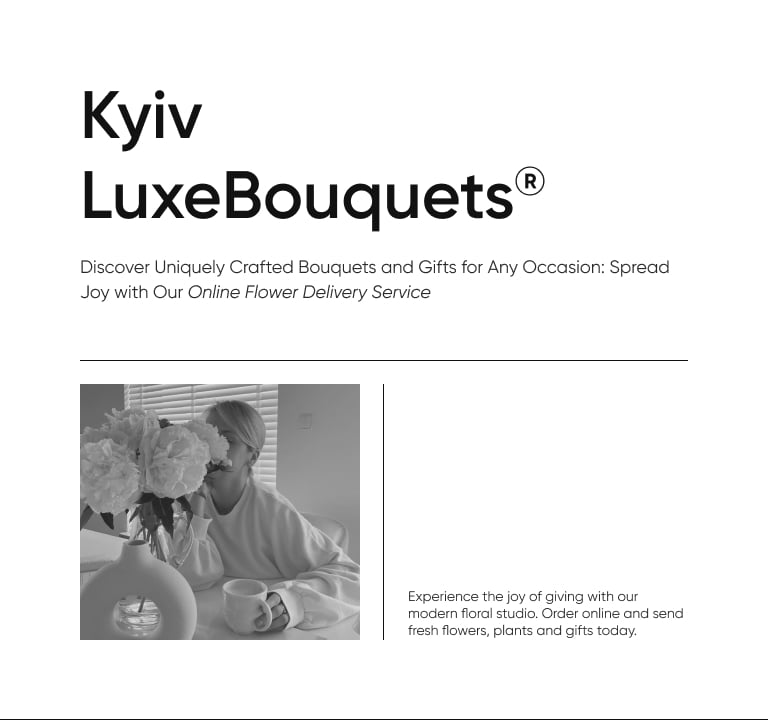 Kyiv
LuxeBouquets®
Discover Uniquely Crafted Bouquets and Gifts for Any Occasion: Spread
Joy with Our Online Flower Delivery Service
Experience the joy of giving with our
modern floral studio. Order online and send
fresh flowers, plants and gifts today.